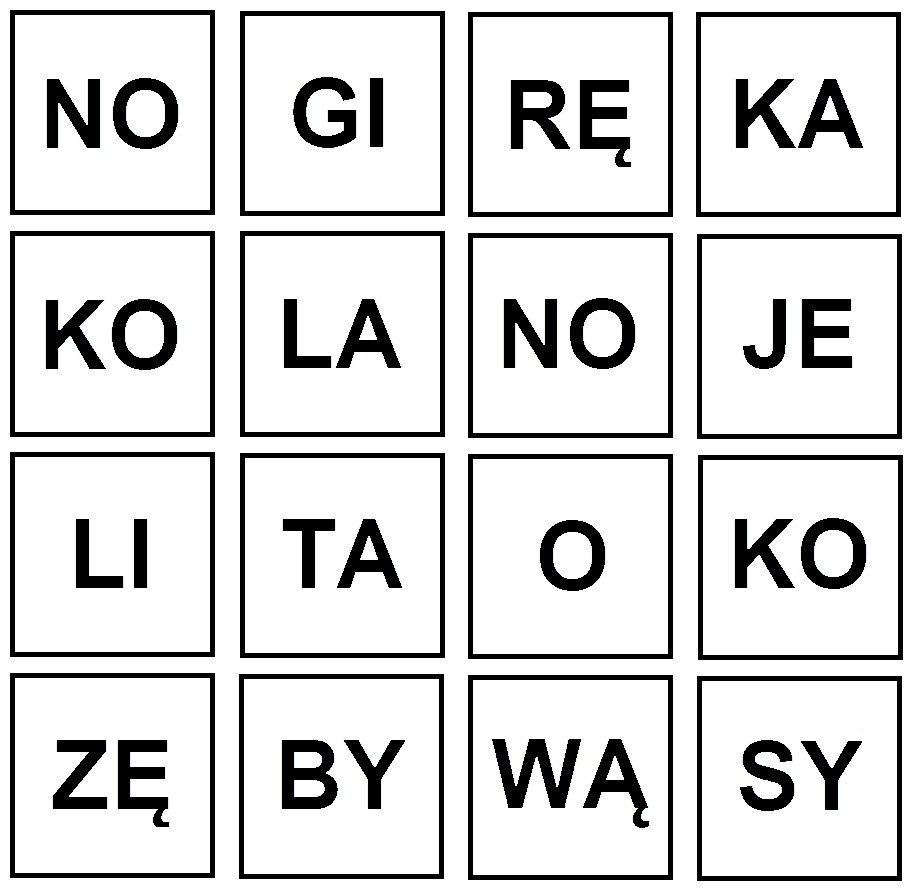 NO GI RĘ KA
KO LA NO JE
LI TA O KO
ZĘ BY WĄ SY